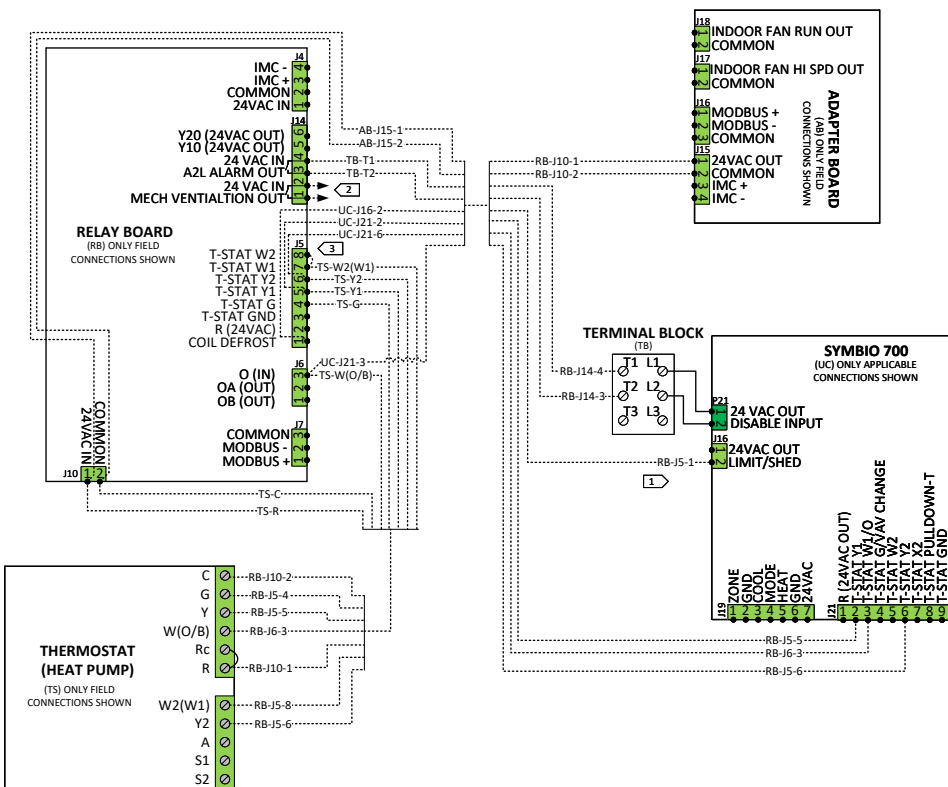 J18
1 INDOOR FAN RUN OUT
2 COMMON
J17
1 INDOOR FAN HI SPD OUT
2 COMMON
J16
1 MODBUS +
2 MODBUS -
3 COMMON
J15
1 24VAC OUT
2 COMMON
3 IMC +
4 IMC -
ADAPTER BOARD
(AB) ONLY FIELD
CONNECTIONS SHOWN
J4
IMC - 4
IMC + 3
COMMON 2
24VAC IN 1
J14
Y20 (24VAC OUT) 6
Y10 (24VAC OUT) 5
24 VAC IN 4
A2L ALARM OUT 3
24 VAC IN 2
MECH VENTIALTION OUT 1
AB-J15-1
AB-J15-2
TB-T1
TB-T2
2
UC-J16-2
UC-J21-2
UC-J21-6
RB-J10-1
RB-J10-2
RELAY BOARD
(RB) ONLY FIELD
CONNECTIONS SHOWN
J5
3
T-STAT W2 8
T-STAT W1 7
T-STAT Y2 6
T-STAT Y1 5
T-STAT G 4
T-STAT GND 3
R (24VAC) 2
COIL DEFROST 1
TS-W2(W1)
TS-Y2
TS-Y1
TS-G
J6
O (IN) 3
OA (OUT) 2
OB (OUT) 1
UC-J21-3
TS-W(O/B)
J7
COMMON 3
MODBUS - 2
MODBUS + 1
24VAC IN
COMMON
J10 1 2
TS-C
TS-R
TERMINAL BLOCK
(TB)
T1 L1
T2 L2
T3 L3
RB-J14-4
RB-J14-3
RB-J5-1
1
SYMBIO 700
(UC) ONLY APPLICABLE
CONNECTIONS SHOWN
P21
1 24 VAC OUT
2 DISABLE INPUT
J16
1 24VAC OUT
2 LIMIT/SHED
ZONE
GND
COOL
MODE
HEAT
GND
24VAC
J19 1 2 3 4 5 6 7
R (24VAC OUT)
T-STAT Y1
T-STAT W1/O
T-STAT G/VAV CHANGE
T-STAT W2
T-STAT Y2
T-STAT X2
T-STAT PULLDOWN-T
T-STAT GND
J21 1 2 3 4 5 6 7 8 9
RB-J5-5
RB-J6-3
RB-J5-6
THERMOSTAT
(HEAT PUMP)
(TS) ONLY FIELD
CONNECTIONS SHOWN
C RB-J10-2
G RB-J5-4
Y RB-J5-5
W(O/B) RB-J6-3
Rc
R RB-J10-1
W2(W1) RB-J5-8
Y2 RB-J5-6
A
S1
S2